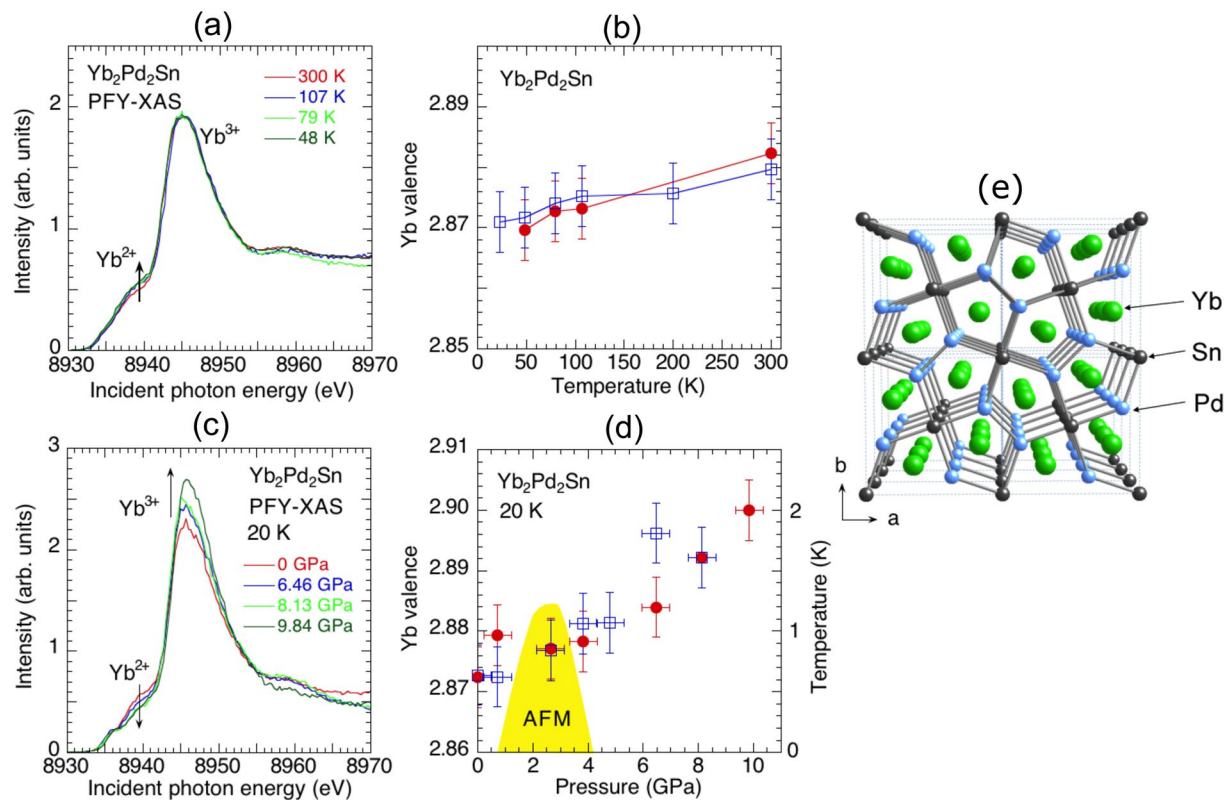 (a)
Yb₂Pd₂Sn
PFY-XAS
300 K
107 K
79 K
48 K
Yb³⁺
Yb²⁺
Intensity (arb. units)
2
1
0
8930 8940 8950 8960 8970
Incident photon energy (eV)
(b)
Yb₂Pd₂Sn
Yb valence
2.89
2.87
2.85
0 50 100 150 200 250 300
Temperature (K)
(c)
Yb₂Pd₂Sn
PFY-XAS
20 K
Yb³⁺
0 GPa
6.46 GPa
8.13 GPa
9.84 GPa
Yb²⁺
Intensity (arb. units)
3
2
1
0
8930 8940 8950 8960 8970
Incident photon energy (eV)
(d)
Yb₂Pd₂Sn
20 K
Yb valence
2.91
2.90
2.89
2.88
2.87
2.86
AFM
0 2 4 6 8 10
Pressure (GPa)
2
1
0
Temperature (K)
(e)
Yb
Sn
Pd
b
a